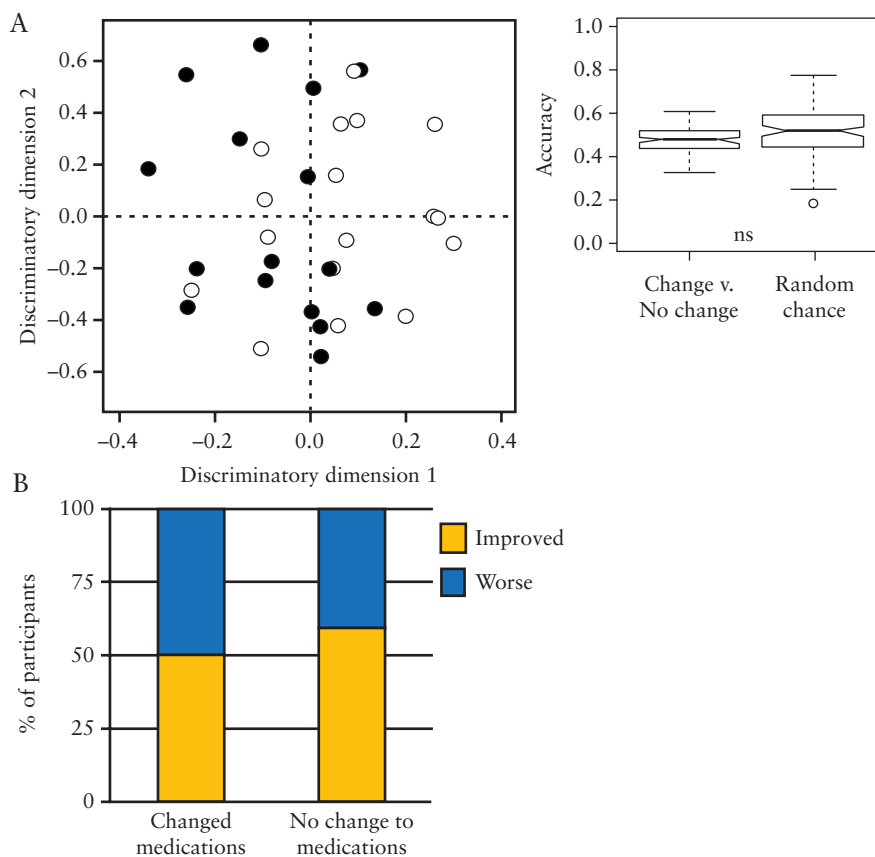 A
Discriminatory dimension 2
0.6
0.4
0.2
0.0
−0.2
−0.4
−0.6
−0.4
−0.2
0.0
0.2
0.4
Discriminatory dimension 1
Accuracy
1.0
0.8
0.6
0.4
0.2
0.0
ns
Change v.
No change
Random
chance
B
% of participants
100
75
50
25
0
Changed
medications
No change to
medications
Improved
Worse